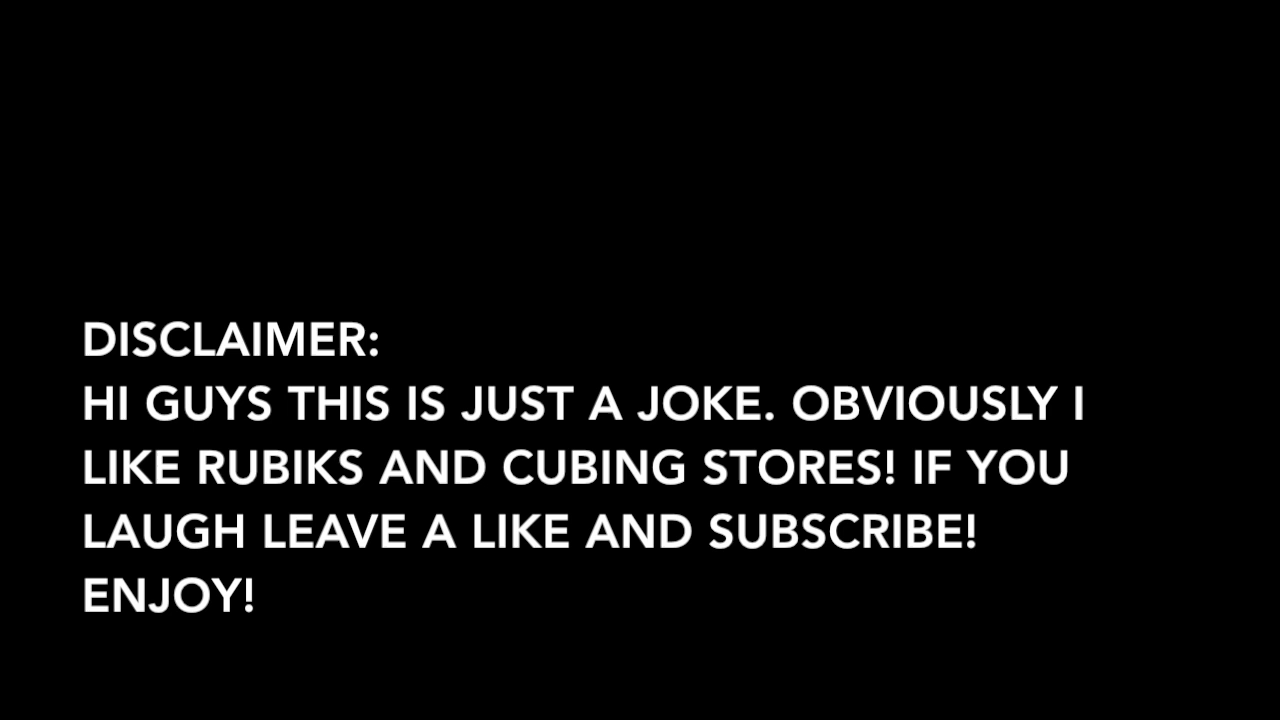 DISCLAIMER:
HI GUYS THIS IS JUST A JOKE. OBVIOUSLY I
LIKE RUBIKS AND CUBING STORES! IF YOU
LAUGH LEAVE A LIKE AND SUBSCRIBE!
ENJOY!